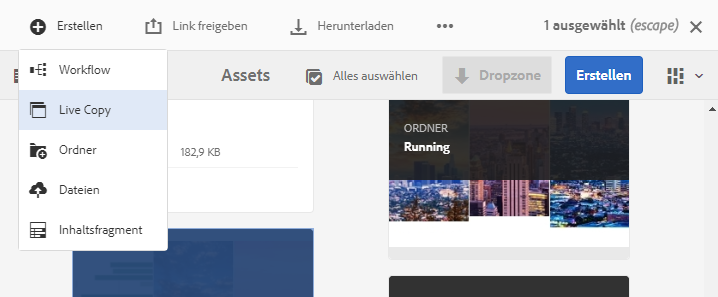 Erstellen
Link freigeben
Herunterladen
1 ausgewählt (escape)
Workflow
Live Copy
Ordner
Dateien
Inhaltsfragment
Assets
Alles auswählen
Dropzone
Erstellen
182,9 KB
ORDNER
Running